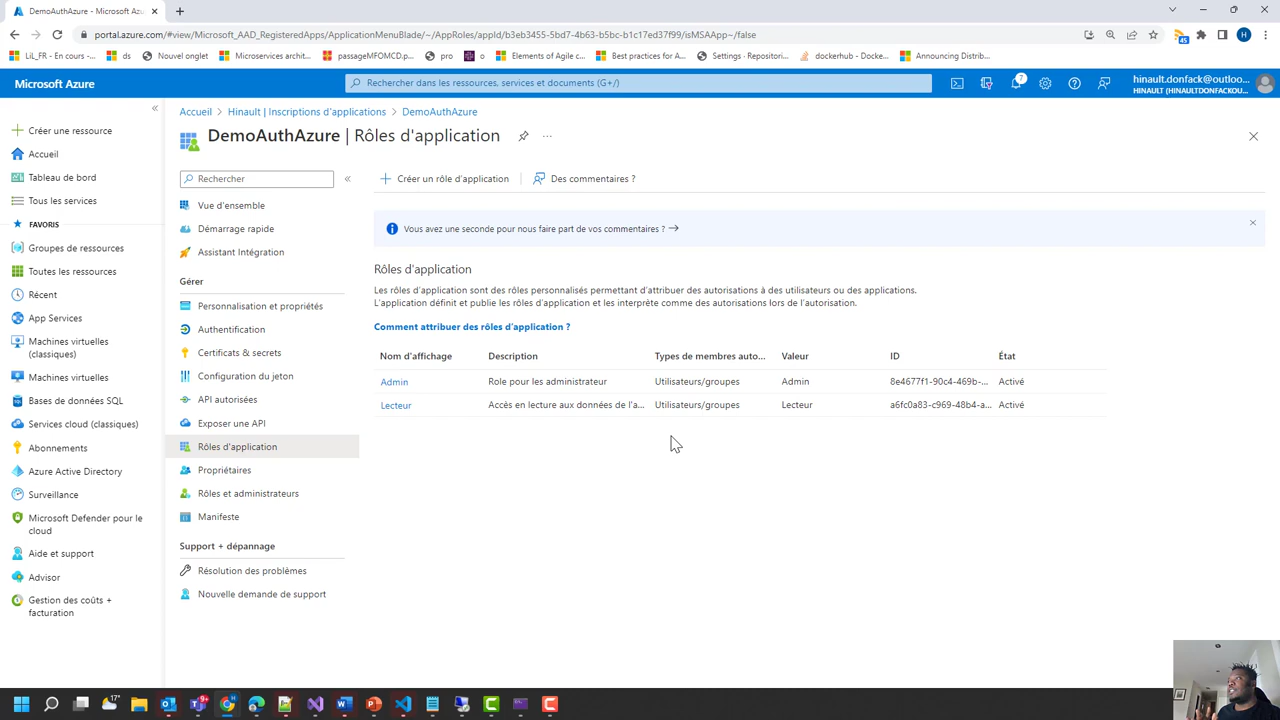 DemoAuthAzure - Microsoft Azure
portal.azure.com/#view/Microsoft_AAD_RegisteredApps/ApplicationMenuBlade/~/AppRoles/appId/b3eb3455-5bd7-4b63-b5bc-b1c17ed37f99/isMSAApp~/false
LiL_FR - En cours -... ds Nouvel onglet Microservices archit... passageMFOMCD.p... pro o Elements of Agile c... Best practices for A... Settings · Repositori... dockerhub - Docke... Announcing Distrib...
Microsoft Azure
Rechercher dans les ressources, services et documents (G+/)
7
hinault.donfack@outloo...
HINAULT (HINAULTDONFACKOU...
Accueil > Hinault | Inscriptions d'applications > DemoAuthAzure
DemoAuthAzure | Rôles d'application
Créer une ressource
Accueil
Tableau de bord
Tous les services
FAVORIS
Groupes de ressources
Toutes les ressources
Récent
App Services
Machines virtuelles
(classiques)
Machines virtuelles
Bases de données SQL
Services cloud (classiques)
Abonnements
Azure Active Directory
Surveillance
Microsoft Defender pour le
cloud
Aide et support
Advisor
Gestion des coûts +
facturation
Rechercher
Vue d'ensemble
Démarrage rapide
Assistant Intégration
Gérer
Personnalisation et propriétés
Authentification
Certificats & secrets
Configuration du jeton
API autorisées
Exposer une API
Rôles d'application
Propriétaires
Rôles et administrateurs
Manifeste
Support + dépannage
Résolution des problèmes
Nouvelle demande de support
Créer un rôle d'application Des commentaires ?
Vous avez une seconde pour nous faire part de vos commentaires ?
Rôles d'application
Les rôles d'application sont des rôles personnalisés permettant d'attribuer des autorisations à des utilisateurs ou des applications.
L'application définit et publie les rôles d'application et les interprète comme des autorisations lors de l'autorisation.
Comment attribuer des rôles d'application ?
Nom d'affichage Description Types de membres auto... Valeur ID État
Admin Role pour les administrateur Utilisateurs/groupes Admin 8e4677f1-90c4-469b-... Activé
Lecteur Accès en lecture aux données de l'a... Utilisateurs/groupes Lecteur a6fc0a83-c969-48b4-a... Activé
17°